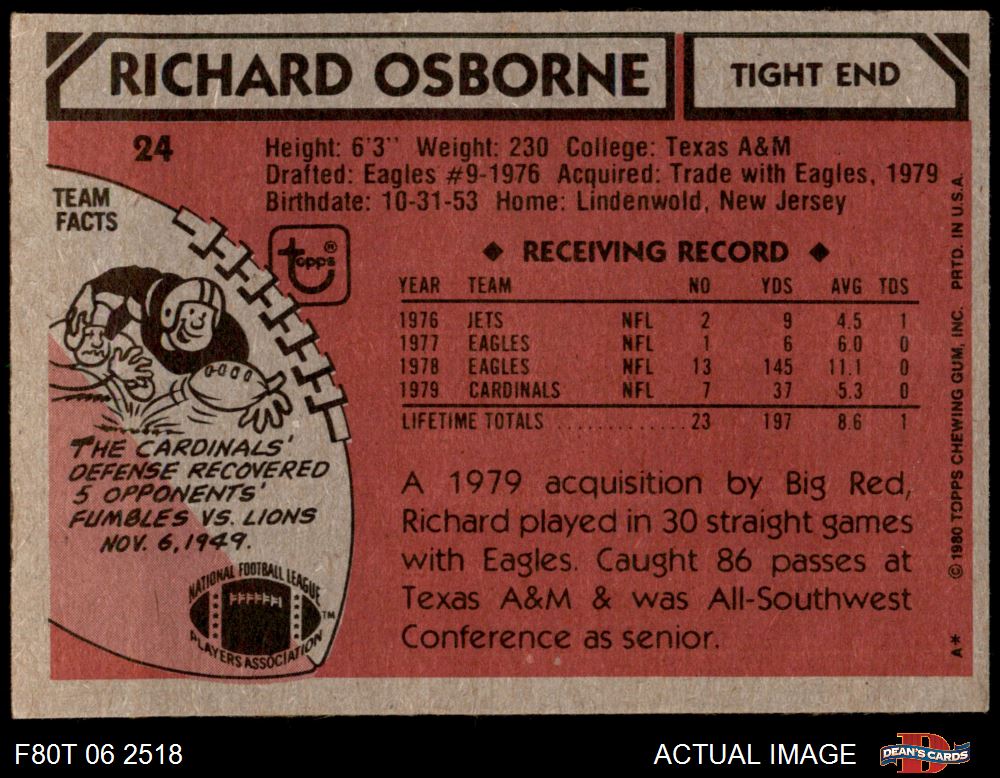 RICHARD OSBORNE
TIGHT END
24
Height: 6'3" Weight: 230 College: Texas A&M
Drafted: Eagles #9-1976 Acquired: Trade with Eagles, 1979
Birthdate: 10-31-53 Home: Lindenwold, New Jersey
TEAM
FACTS
topps ®
◆ RECEIVING RECORD ◆
YEAR TEAM NO YDS AVG TDS
1976 JETS NFL 2 9 4.5 1
1977 EAGLES NFL 1 6 6.0 0
1978 EAGLES NFL 13 145 11.1 0
1979 CARDINALS NFL 7 37 5.3 0
LIFETIME TOTALS ............. 23 197 8.6 1
THE CARDINALS'
DEFENSE RECOVERED
5 OPPONENTS'
FUMBLES VS. LIONS
NOV. 6, 1949.
NATIONAL FOOTBALL LEAGUE
PLAYERS ASSOCIATION
TM
A 1979 acquisition by Big Red,
Richard played in 30 straight games
with Eagles. Caught 86 passes at
Texas A&M & was All-Southwest
Conference as senior.
A* © 1980 TOPPS CHEWING GUM, INC. PRTD. IN U.S.A.
F80T 06 2518
ACTUAL IMAGE
D
DEAN'S CARDS